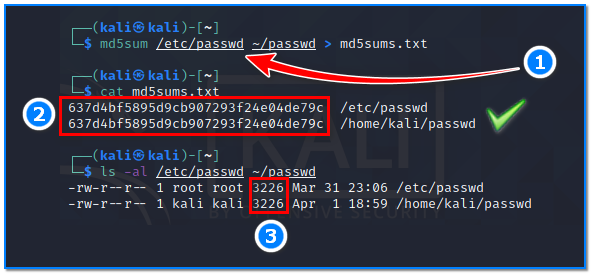 ┌──(kali㉿kali)-[~]
└─$ md5sum /etc/passwd ~/passwd > md5sums.txt
1
┌──(kali㉿kali)-[~]
└─$ cat md5sums.txt
2
637d4bf5895d9cb907293f24e04de79c  /etc/passwd
637d4bf5895d9cb907293f24e04de79c  /home/kali/passwd
KALI
┌──(kali㉿kali)-[~]
└─$ ls -al /etc/passwd ~/passwd
-rw-r--r-- 1 root root 3226 Mar 31 23:06 /etc/passwd
-rw-r--r-- 1 kali kali 3226 Apr  1 18:59 /home/kali/passwd
BY OFFENSIVE SECURITY
3